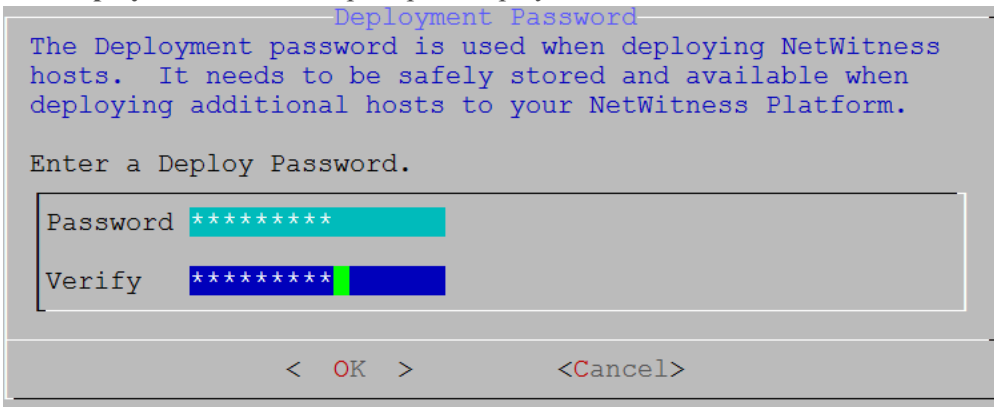 Deployment Password
The Deployment password is used when deploying NetWitness
hosts.  It needs to be safely stored and available when
deploying additional hosts to your NetWitness Platform.
Enter a Deploy Password.
Password *********
Verify *********
<  OK  > <Cancel>